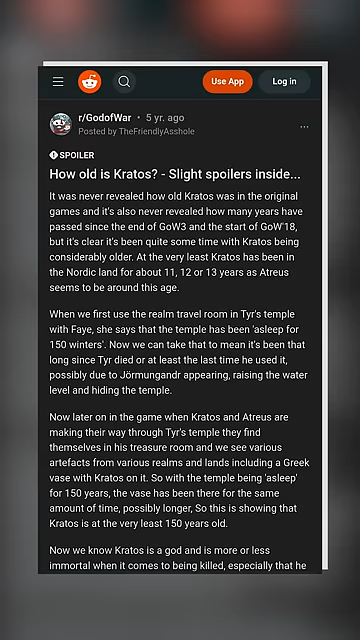 Use App
Log in
r/GodofWar • 5 yr. ago
Posted by TheFriendlyAsshole
...
SPOILER
How old is Kratos? - Slight spoilers inside...
It was never revealed how old Kratos was in the original
games and it's also never revealed how many years have
passed since the end of GoW3 and the start of GoW'18,
but it's clear it's been quite some time with Kratos being
considerably older. At the very least Kratos has been in
the Nordic land for about 11, 12 or 13 years as Atreus
seems to be around this age.
When we first use the realm travel room in Tyr's temple
with Faye, she says that the temple has been 'asleep for
150 winters'. Now we can take that to mean it's been that
long since Tyr died or at least the last time he used it,
possibly due to Jörmungandr appearing, raising the water
level and hiding the temple.
Now later on in the game when Kratos and Atreus are
making their way through Tyr's temple they find
themselves in his treasure room and we see various
artefacts from various realms and lands including a Greek
vase with Kratos on it. So with the temple being 'asleep'
for 150 years, the vase has been there for the same
amount of time, possibly longer, So this is showing that
Kratos is at the very least 150 years old.
Now we know Kratos is a god and is more or less
immortal when it comes to being killed, especially that he